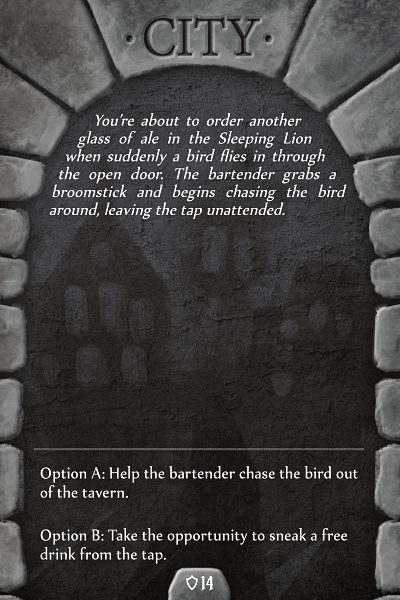 ·CITY·
You're about to order another
glass of ale in the Sleeping Lion
when suddenly a bird flies in through
the open door. The bartender grabs a
broomstick and begins chasing the bird
around, leaving the tap unattended.
Option A: Help the bartender chase the bird out
of the tavern.
Option B: Take the opportunity to sneak a free
drink from the tap.
14